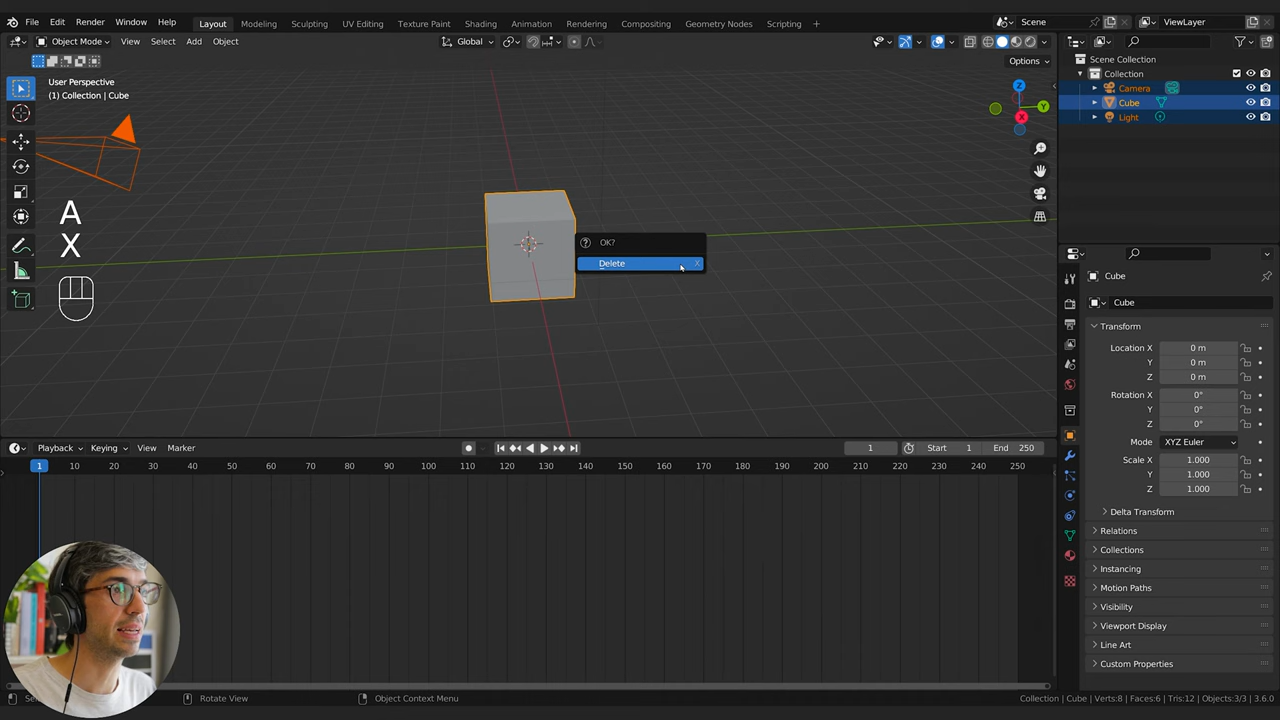 File Edit Render Window Help Layout Modeling Sculpting UV Editing Texture Paint Shading Animation Rendering Compositing Geometry Nodes Scripting + Scene ViewLayer
Object Mode View Select Add Object Global
Options
User Perspective
(1) Collection | Cube
Z
Y
X
A
X
OK?
Delete X
Scene Collection
Collection
Camera
Cube
Light
Cube
Cube
Transform
Location X 0 m
Y 0 m
Z 0 m
Rotation X 0°
Y 0°
Z 0°
Mode XYZ Euler
Scale X 1.000
Y 1.000
Z 1.000
Delta Transform
Relations
Collections
Instancing
Motion Paths
Visibility
Viewport Display
Line Art
Custom Properties
Playback Keying View Marker 1 Start 1 End 250
1 10 20 30 40 50 60 70 80 90 100 110 120 130 140 150 160 170 180 190 200 210 220 230 240 250
Rotate View Object Context Menu Collection | Cube | Verts:8 | Faces:6 | Tris:12 | Objects:3/3 | 3.6.0